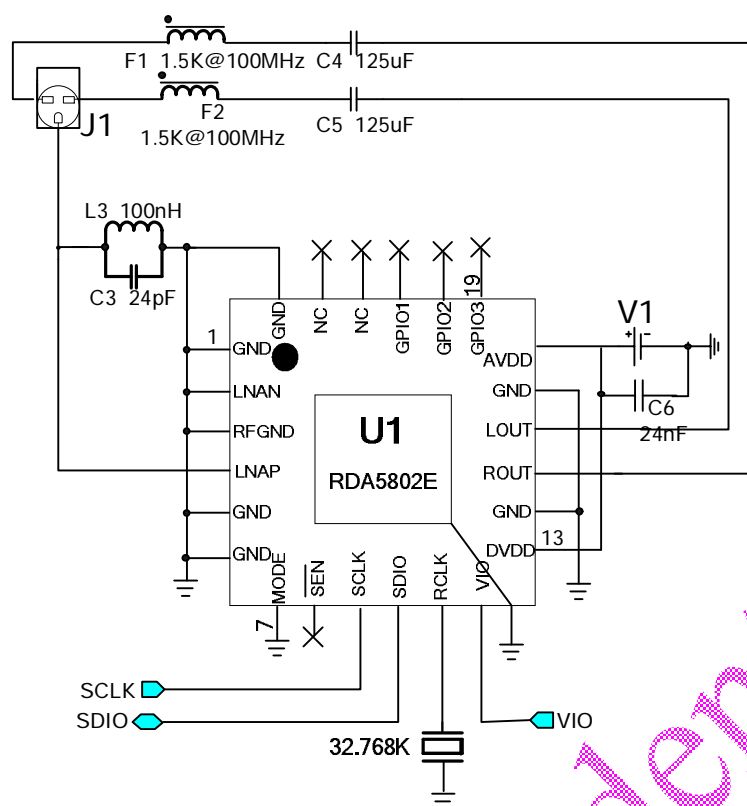 F1 1.5K@100MHz C4 125uF
F2
1.5K@100MHz
C5 125uF
J1
L3 100nH
C3 24pF
GND
NC
NC
GPIO1
GPIO2
GPIO3
19
V1
+ -
1
GND
LNAN
RFGND
LNAP
GND
GND
U1
RDA5802E
AVDD
GND
LOUT
ROUT
GND
DVDD
13
C6
24nF
MODE
SEN
SCLK
SDIO
RCLK
VIO
7
SCLK
SDIO
VIO
32.768K
den